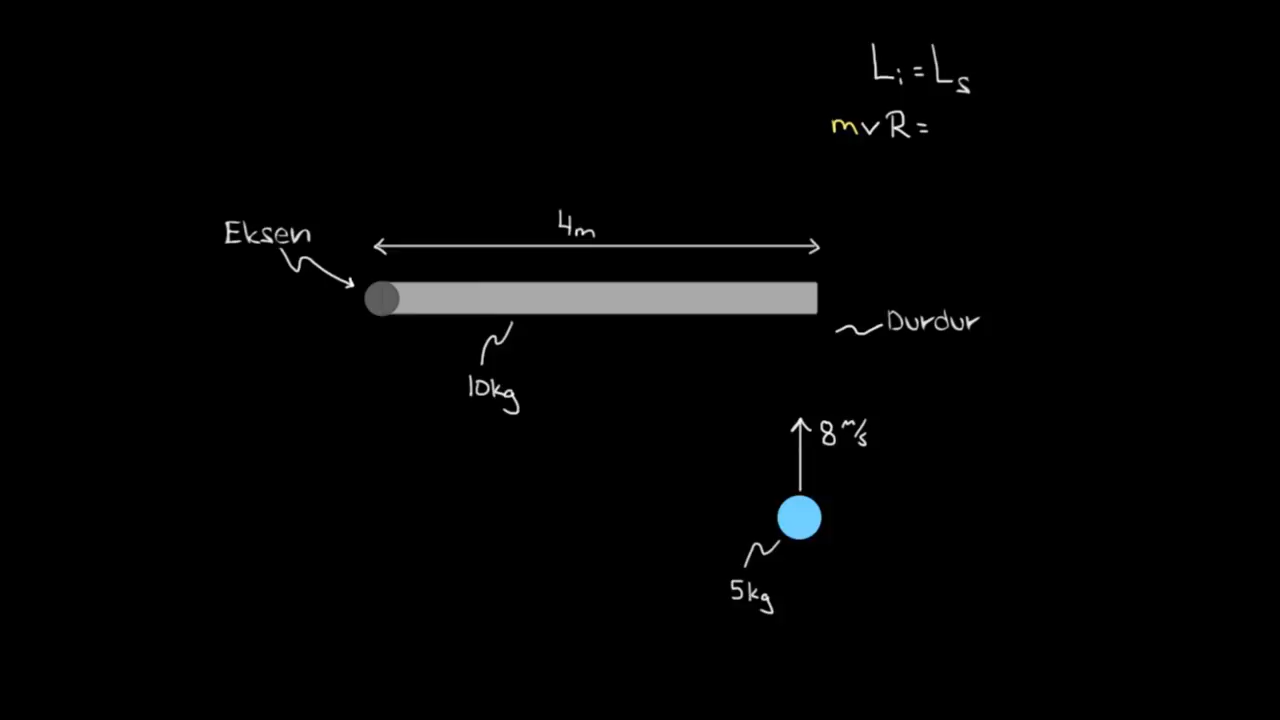 Li = Ls
mvR =
4m
Eksen
Durdur
10kg
8 m/s
5kg